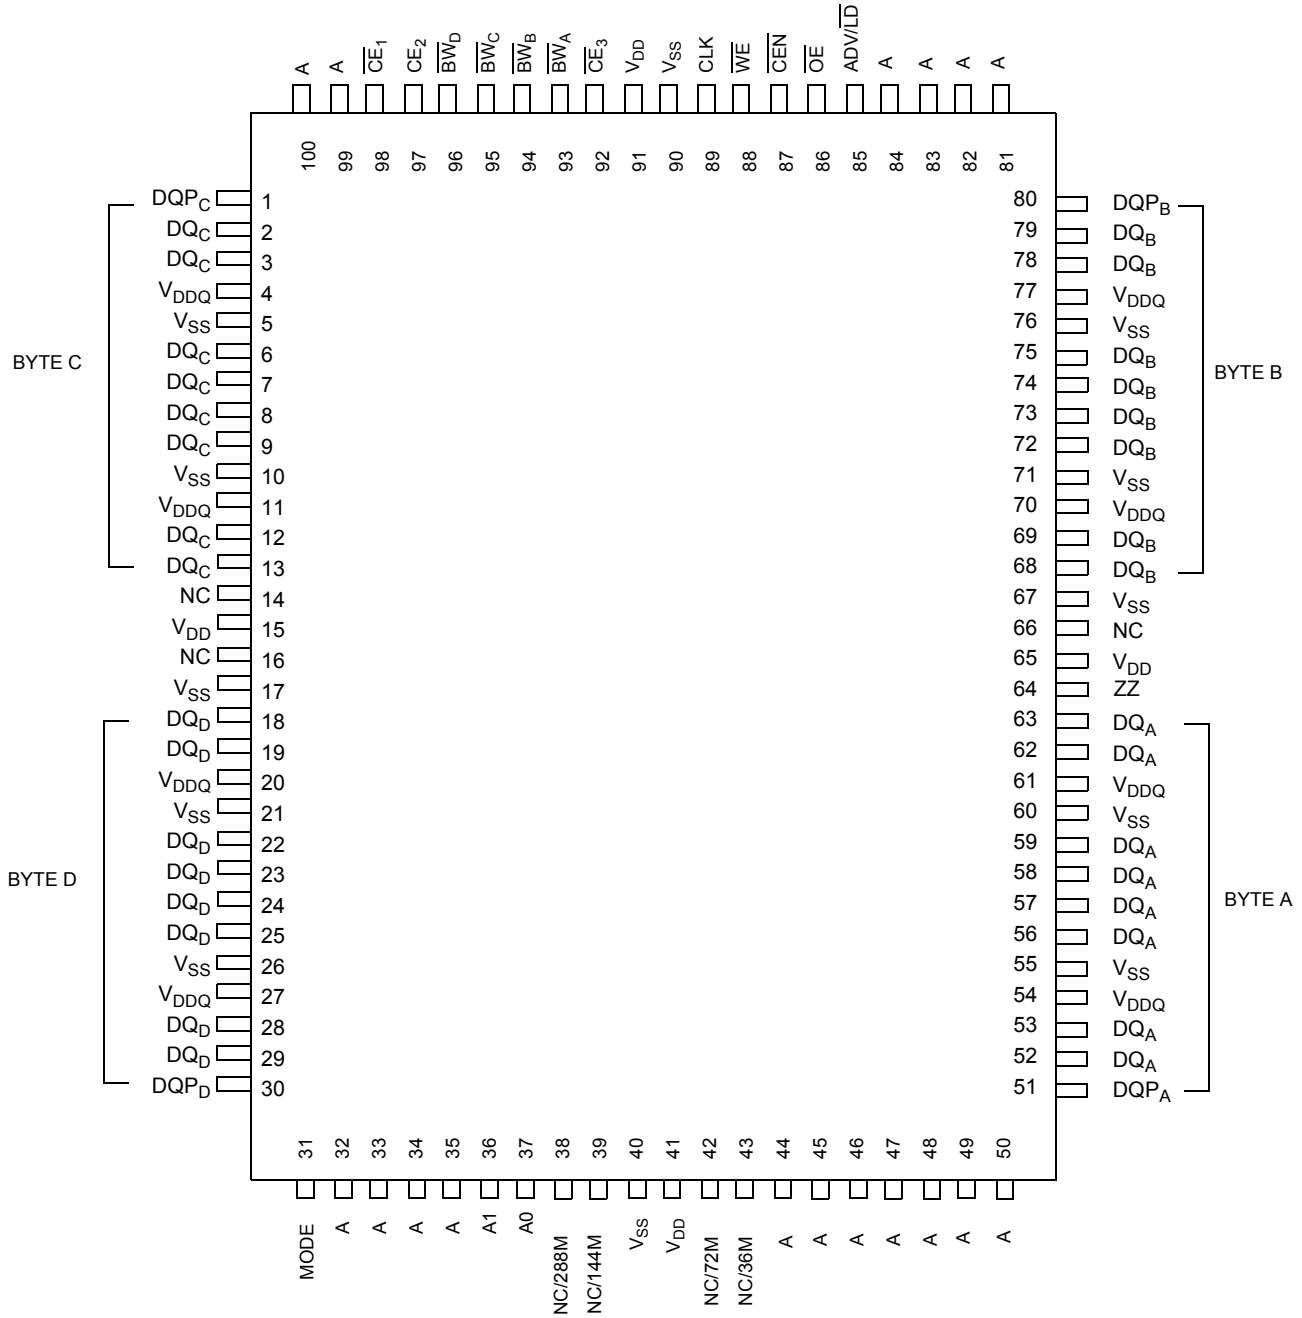 A A CE1 CE2 BWD BWC BWB BWA CE3 VDD VSS CLK WE CEN OE ADV/LD A A A A
100 99 98 97 96 95 94 93 92 91 90 89 88 87 86 85 84 83 82 81
DQPC 1 80 DQPB
DQC 2 79 DQB
DQC 3 78 DQB
VDDQ 4 77 VDDQ
VSS 5 76 VSS
DQC 6 75 DQB
BYTE C
BYTE B
DQC 7 74 DQB
DQC 8 73 DQB
DQC 9 72 DQB
VSS 10 71 VSS
VDDQ 11 70 VDDQ
DQC 12 69 DQB
DQC 13 68 DQB
NC 14 67 VSS
VDD 15 66 NC
NC 16 65 VDD
VSS 17 64 ZZ
DQD 18 63 DQA
DQD 19 62 DQA
VDDQ 20 61 VDDQ
VSS 21 60 VSS
DQD 22 59 DQA
DQD 23 58 DQA
BYTE D
BYTE A
DQD 24 57 DQA
DQD 25 56 DQA
VSS 26 55 VSS
VDDQ 27 54 VDDQ
DQD 28 53 DQA
DQD 29 52 DQA
DQPD 30 51 DQPA
31 32 33 34 35 36 37 38 39 40 41 42 43 44 45 46 47 48 49 50
MODE A A A A A1 A0 NC/288M NC/144M VSS VDD NC/72M NC/36M A A A A A A A